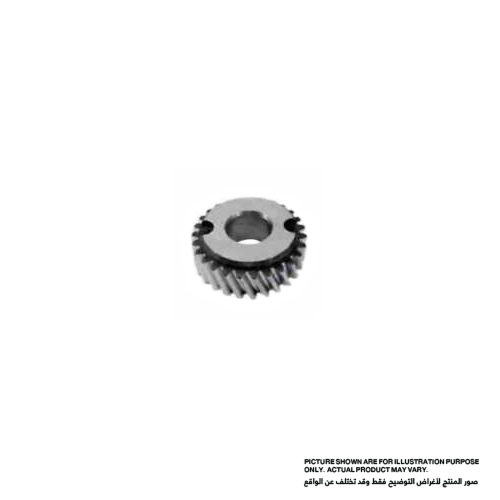 PICTURE SHOWN ARE FOR ILLUSTRATION PURPOSE
ONLY. ACTUAL PRODUCT MAY VARY.
صور المنتج لأغراض التوضيح فقط وقد تختلف عن الواقع